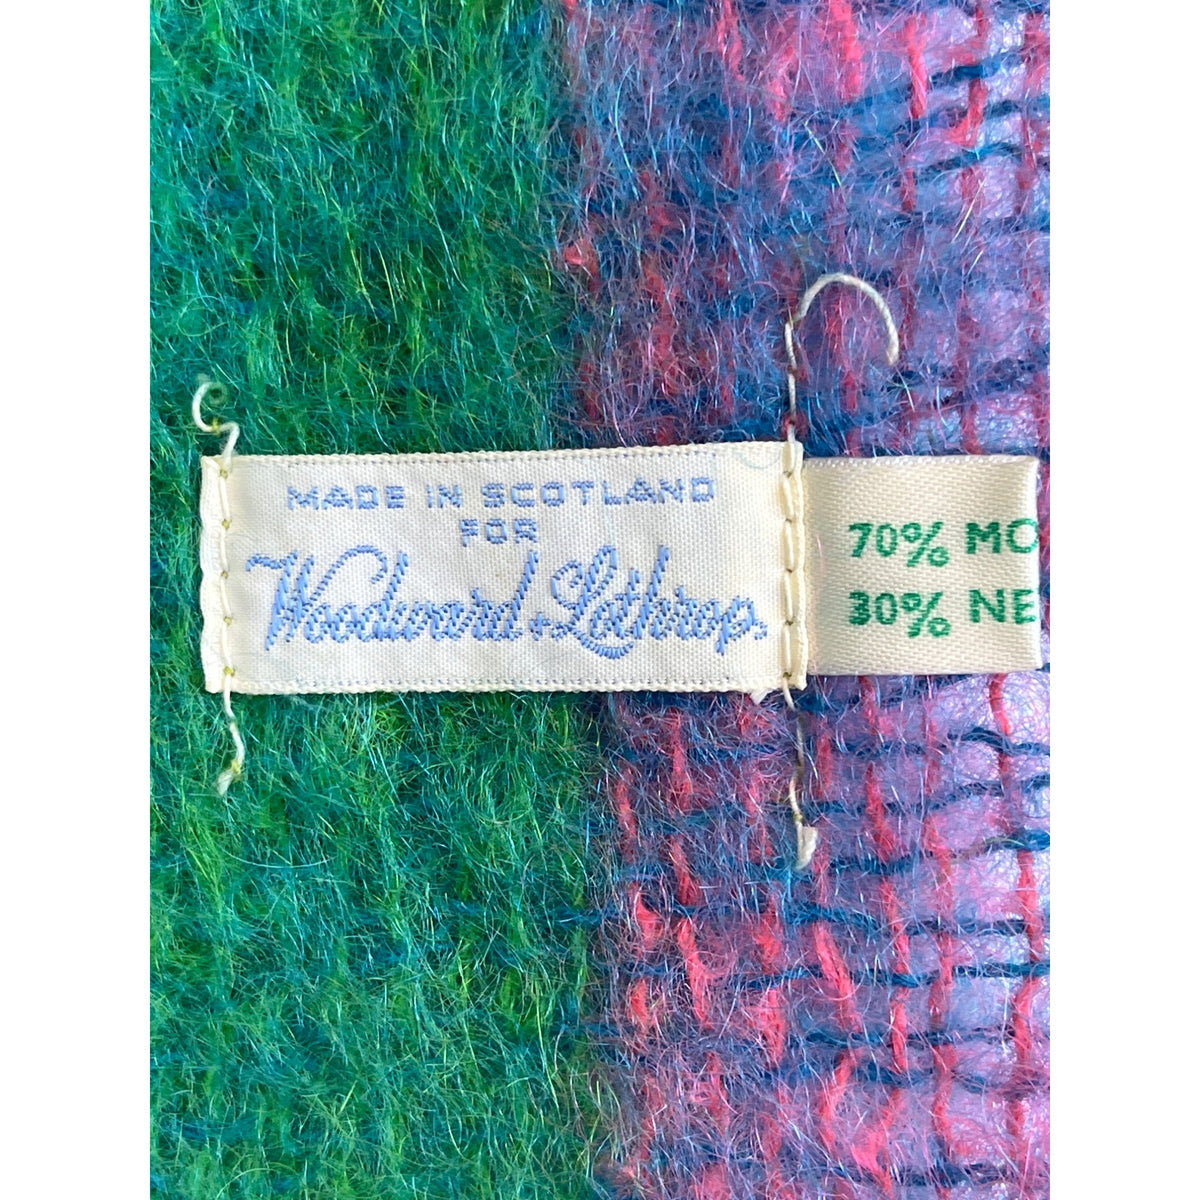 MADE IN SCOTLAND
FOR
Woodward & Lothrop
70% MO
30% NE